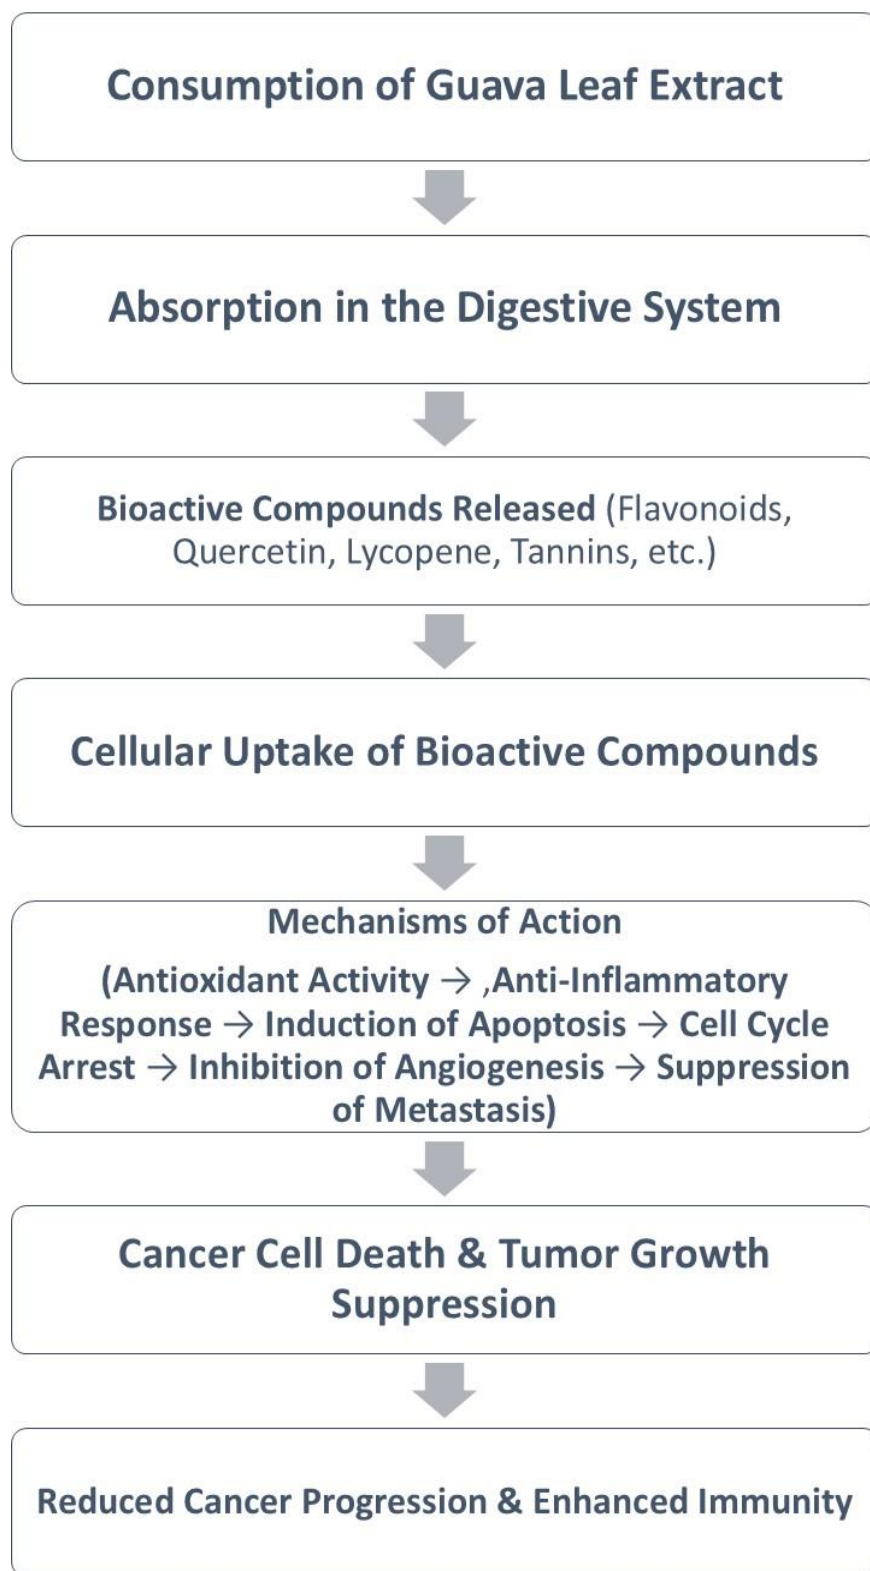 Consumption of Guava Leaf Extract
Absorption in the Digestive System
Bioactive Compounds Released (Flavonoids,
Quercetin, Lycopene, Tannins, etc.)
Cellular Uptake of Bioactive Compounds
Mechanisms of Action
(Antioxidant Activity → ,Anti-Inflammatory
Response → Induction of Apoptosis → Cell Cycle
Arrest → Inhibition of Angiogenesis → Suppression
of Metastasis)
Cancer Cell Death & Tumor Growth
Suppression
Reduced Cancer Progression & Enhanced Immunity